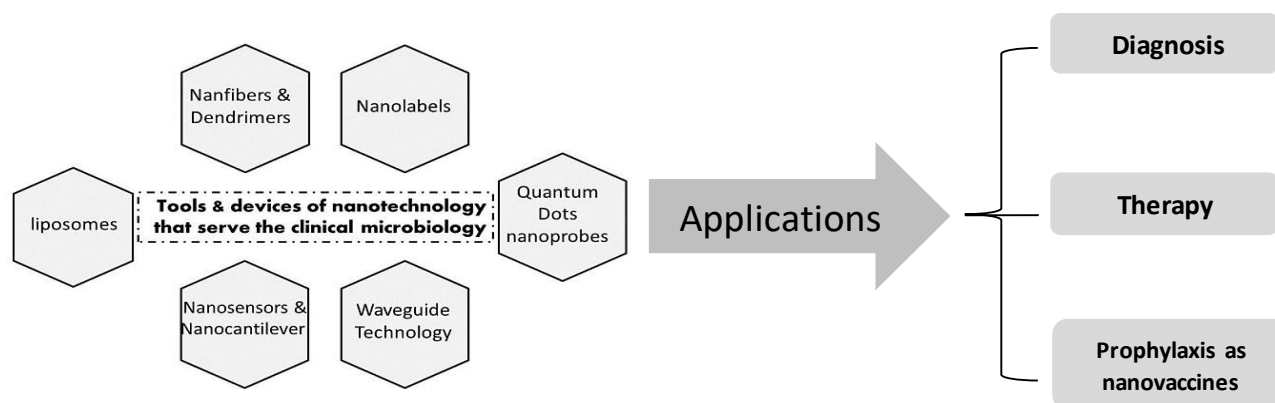 Nanfibers &
Dendrimers
Nanolabels
liposomes
Tools & devices of nanotechnology
that serve the clinical microbiology
Quantum
Dots
nanoprobes
Nanosensors &
Nanocantilever
Waveguide
Technology
Applications
Diagnosis
Therapy
Prophylaxis as
nanovaccines